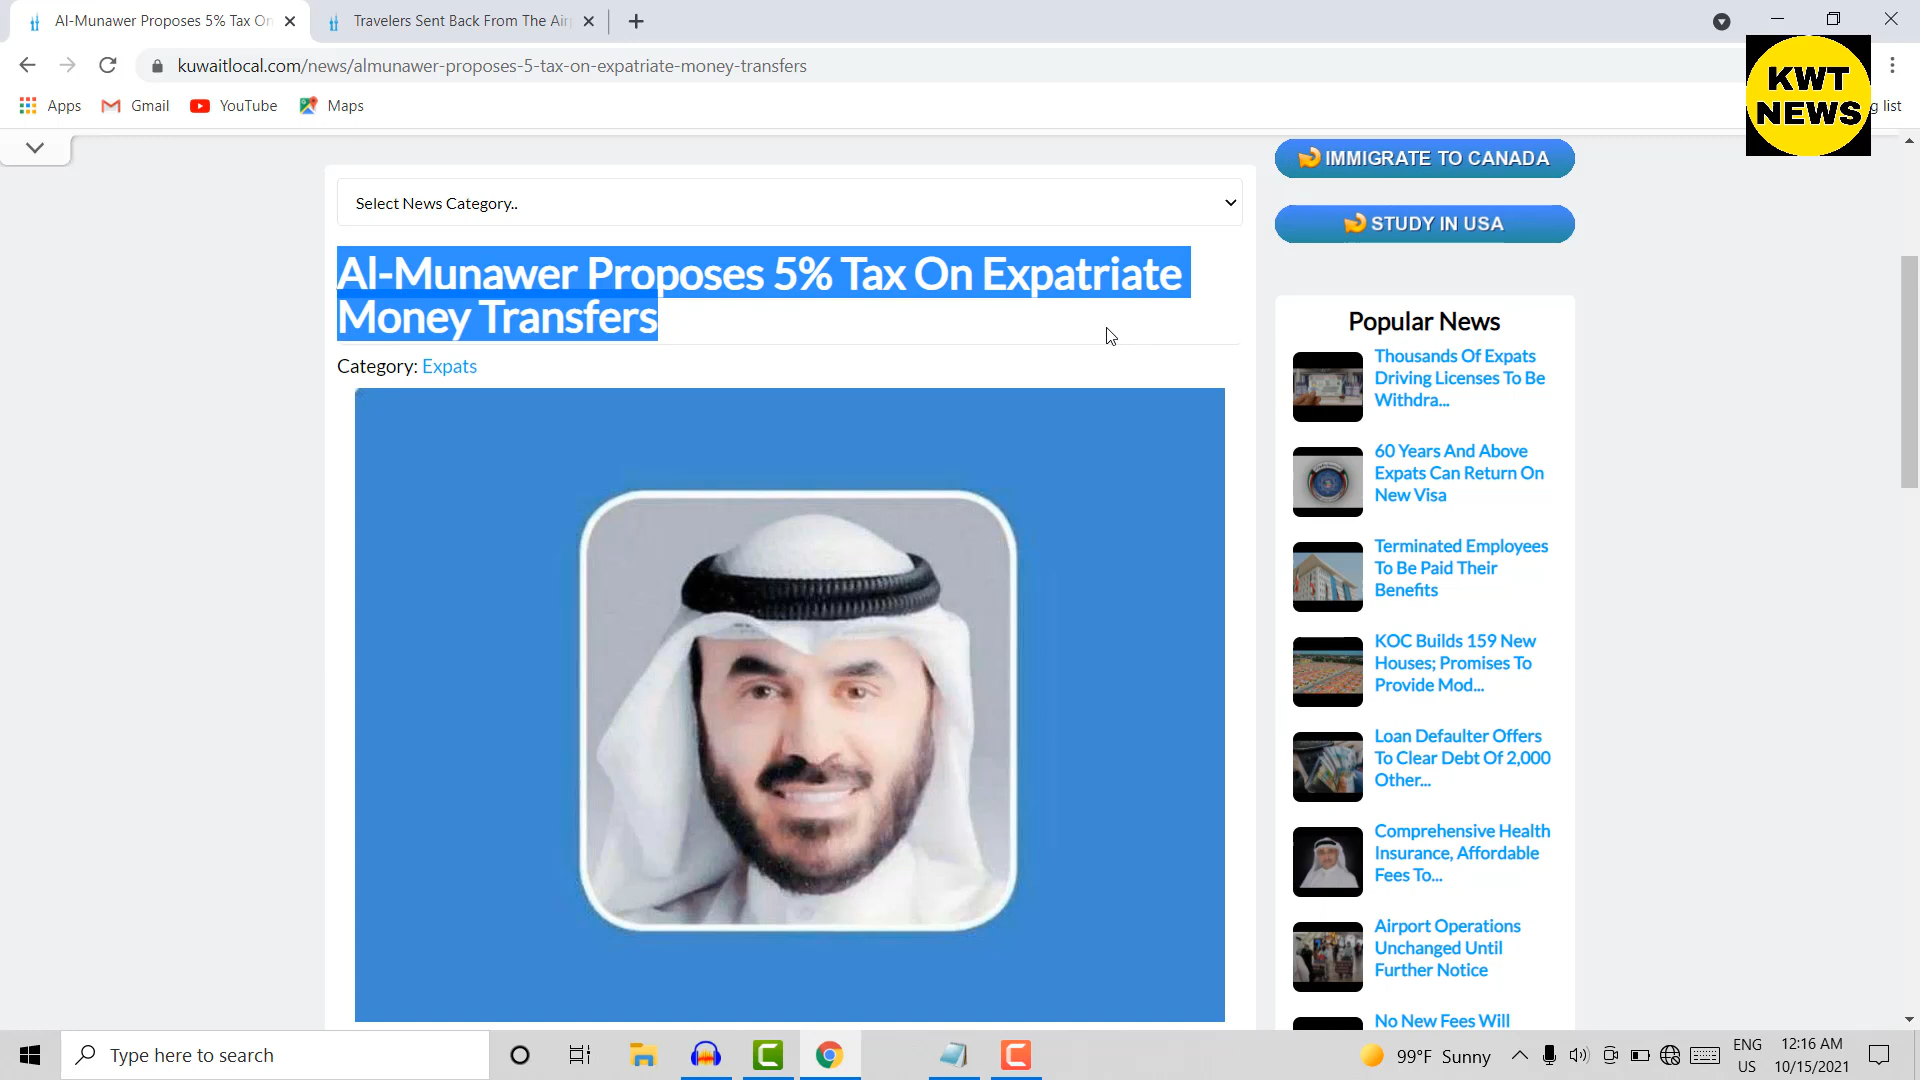 Al-Munawer Proposes 5% Tax On
Travelers Sent Back From The Air
kuwaitlocal.com/news/almunawer-proposes-5-tax-on-expatriate-money-transfers
Apps
Gmail
YouTube
Maps
g list
KWT
NEWS
IMMIGRATE TO CANADA
STUDY IN USA
Select News Category..
Al-Munawer Proposes 5% Tax On Expatriate
Money Transfers
Category: Expats
Popular News
Thousands Of Expats
Driving Licenses To Be
Withdra...
60 Years And Above
Expats Can Return On
New Visa
Terminated Employees
To Be Paid Their
Benefits
KOC Builds 159 New
Houses; Promises To
Provide Mod...
Loan Defaulter Offers
To Clear Debt Of 2,000
Other...
Comprehensive Health
Insurance, Affordable
Fees To...
Airport Operations
Unchanged Until
Further Notice
No New Fees Will
Type here to search
99°F Sunny
ENG
US
12:16 AM
10/15/2021